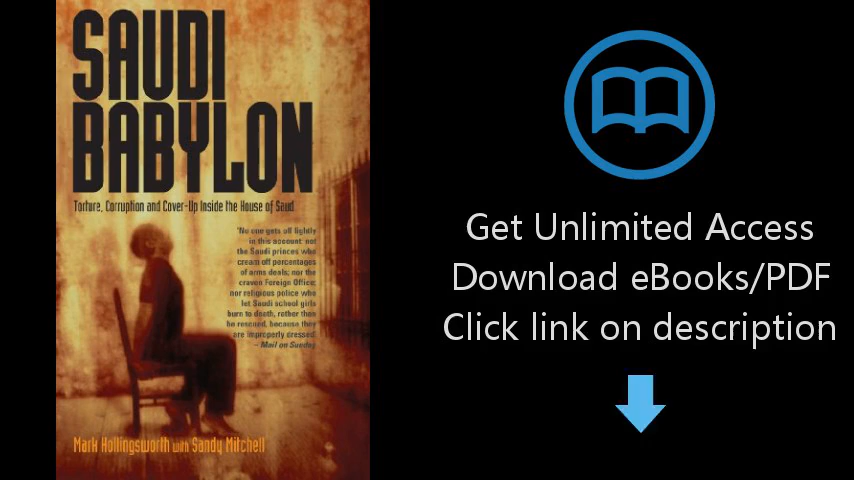 SAUDI
BABYLON
Torture, Corruption and Cover-Up Inside the House of Saud
'No one gets off lightly
in this account: not
the Saudi princes who
cream off percentages
of arms deals; nor the
craven Foreign Office;
nor religious police who
let Saudi school girls
burn to death, rather than
be rescued, because they
are improperly dressed.'
– Mail on Sunday
Mark Hollingsworth with Sandy Mitchell
Get Unlimited Access
Download eBooks/PDF
Click link on description